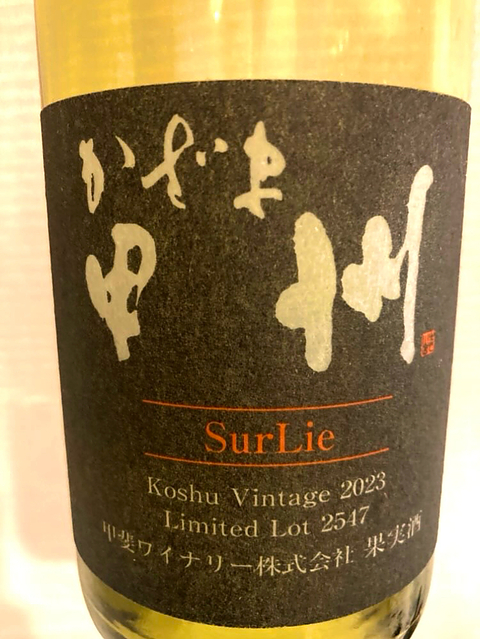 かざま
甲州
SurLie
Koshu Vintage 2023
Limited Lot 2547
甲斐ワイナリー株式会社 果実酒